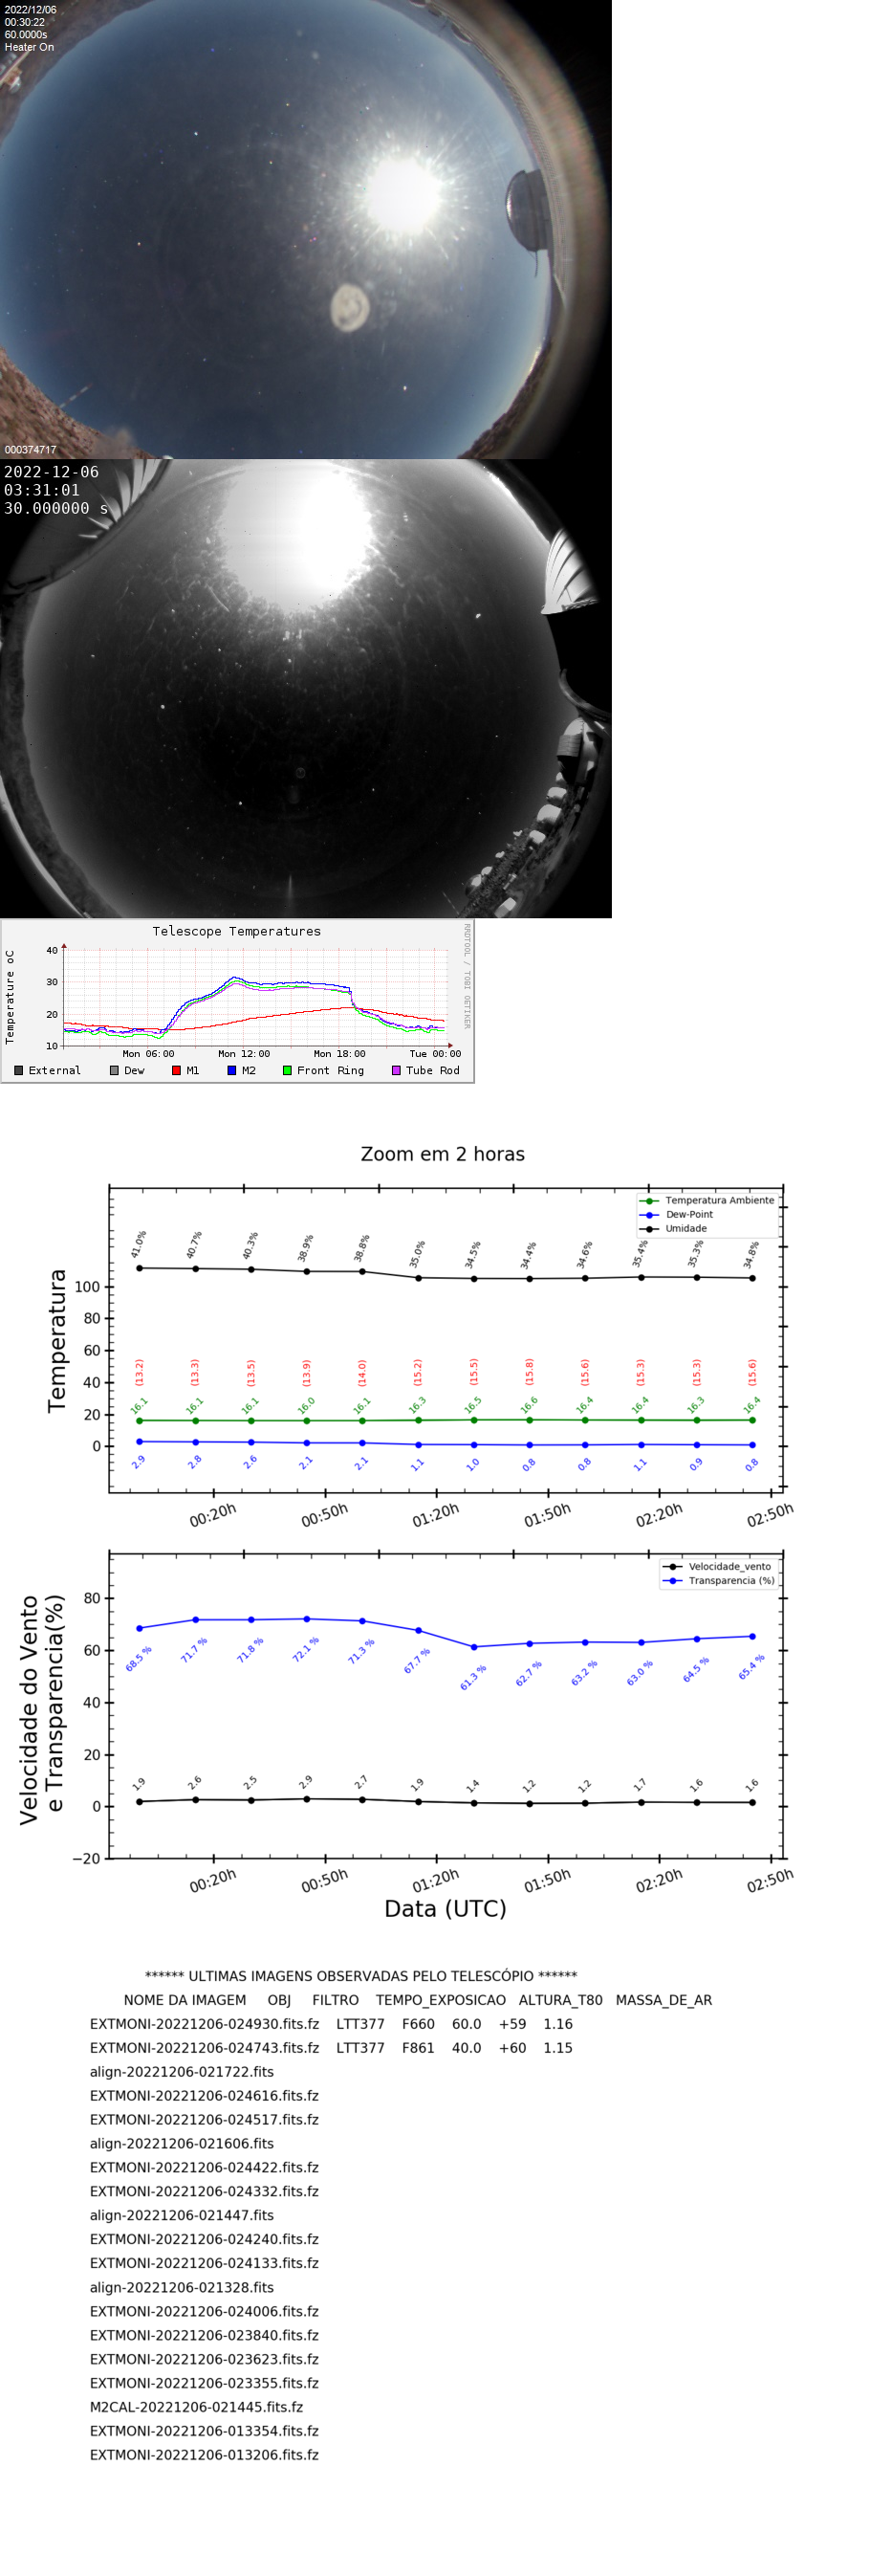 2022/12/06
00:30:22
60.0000s
Heater On
000374717
2022-12-06
03:31:01
30.000000 s
Telescope Temperatures
RRDTOOL / TOBI OETIKER
Temperature oC
40
30
20
10
Mon 06:00 Mon 12:00 Mon 18:00 Tue 00:00
External Dew M1 M2 Front Ring Tube Rod
Zoom em 2 horas
Temperatura Ambiente
Dew-Point
Umidade
41.0% 40.7% 40.3% 38.9% 38.8% 35.0% 34.5% 34.4% 34.6% 35.4% 35.3% 34.8%
Temperatura
100
80
60
40
20
0
(13.2) (13.3) (13.5) (13.9) (14.0) (15.2) (15.5) (15.8) (15.6) (15.3) (15.3) (15.6)
16.1 16.1 16.1 16.0 16.1 16.3 16.5 16.6 16.4 16.4 16.3 16.4
2.9 2.8 2.6 2.1 2.1 1.1 1.0 0.8 0.8 1.1 0.9 0.8
00:20h 00:50h 01:20h 01:50h 02:20h 02:50h
Velocidade_vento
Transparencia (%)
Velocidade do Vento
e Transparencia(%)
80
60
40
20
0
−20
68.5 % 71.7 % 71.8 % 72.1 % 71.3 % 67.7 % 61.3 % 62.7 % 63.2 % 63.0 % 64.5 % 65.4 %
1.9 2.6 2.5 2.9 2.7 1.9 1.4 1.2 1.2 1.7 1.6 1.6
00:20h 00:50h 01:20h 01:50h 02:20h 02:50h
Data (UTC)
****** ULTIMAS IMAGENS OBSERVADAS PELO TELESCÓPIO ******
NOME DA IMAGEM OBJ FILTRO TEMPO_EXPOSICAO ALTURA_T80 MASSA_DE_AR
EXTMONI-20221206-024930.fits.fz LTT377 F660 60.0 +59 1.16
EXTMONI-20221206-024743.fits.fz LTT377 F861 40.0 +60 1.15
align-20221206-021722.fits
EXTMONI-20221206-024616.fits.fz
EXTMONI-20221206-024517.fits.fz
align-20221206-021606.fits
EXTMONI-20221206-024422.fits.fz
EXTMONI-20221206-024332.fits.fz
align-20221206-021447.fits
EXTMONI-20221206-024240.fits.fz
EXTMONI-20221206-024133.fits.fz
align-20221206-021328.fits
EXTMONI-20221206-024006.fits.fz
EXTMONI-20221206-023840.fits.fz
EXTMONI-20221206-023623.fits.fz
EXTMONI-20221206-023355.fits.fz
M2CAL-20221206-021445.fits.fz
EXTMONI-20221206-013354.fits.fz
EXTMONI-20221206-013206.fits.fz